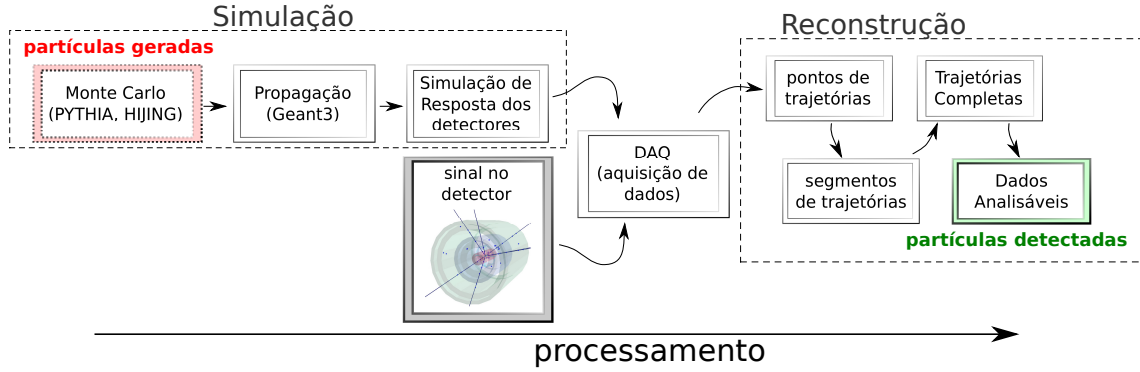 Simulação
partículas geradas
Monte Carlo
(PYTHIA, HIJING)
Propagação
(Geant3)
Simulação de
Resposta dos
detectores
sinal no
detector
DAQ
(aquisição de
dados)
Reconstrução
pontos de
trajetórias
segmentos
de trajetórias
Trajetórias
Completas
Dados
Analisáveis
partículas detectadas
processamento